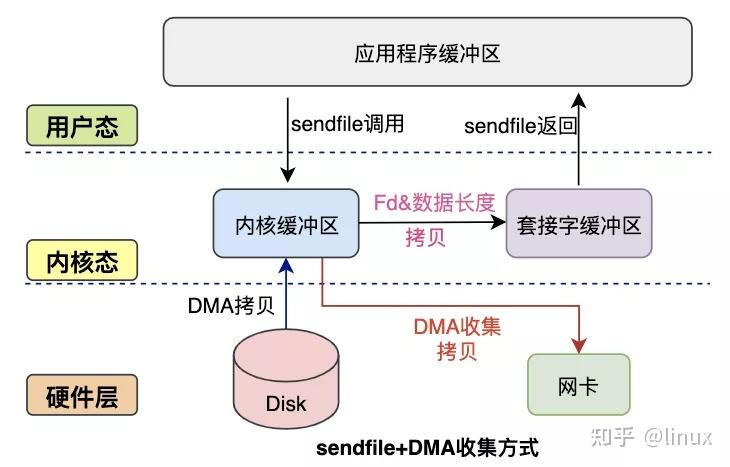 应用程序缓冲区
用户态
sendfile调用
sendfile返回
内核缓冲区
Fd&数据长度
拷贝
套接字缓冲区
内核态
DMA拷贝
DMA收集
拷贝
硬件层
Disk
网卡
sendfile+DMA收集方式
知乎 @linux